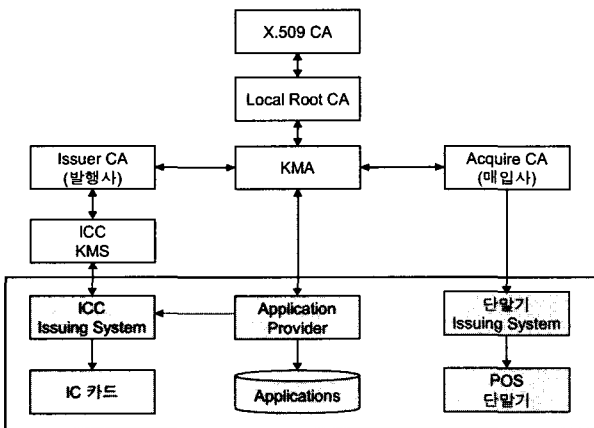 X.509 CA
Local Root CA
Issuer CA
(발행사)
KMA
Acquire CA
(매입사)
ICC
KMS
ICC
Issuing System
Application
Provider
단말기
Issuing System
IC 카드
Applications
POS
단말기